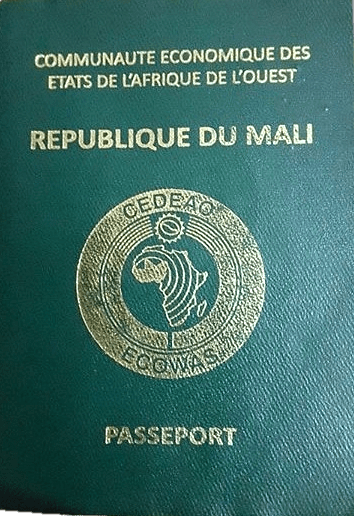 COMMUNAUTE ECONOMIQUE DES
ETATS DE L'AFRIQUE DE L'OUEST
REPUBLIQUE DU MALI
CEDEAO
ECOWAS
PASSEPORT